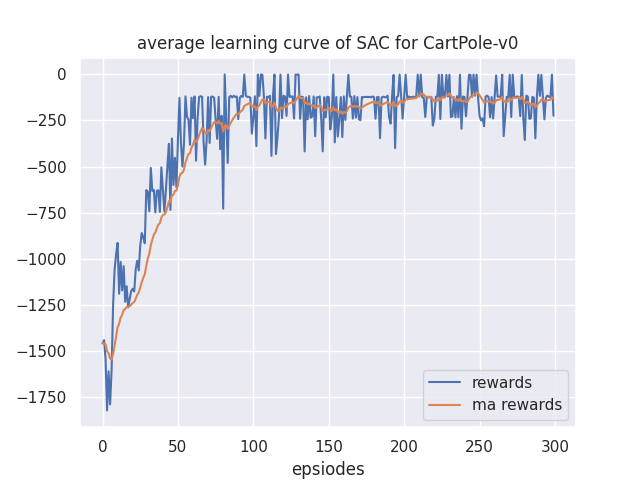 average learning curve of SAC for CartPole-v0
0
−250
−500
−750
−1000
−1250
−1500
−1750
rewards
ma rewards
0 50 100 150 200 250 300
epsiodes